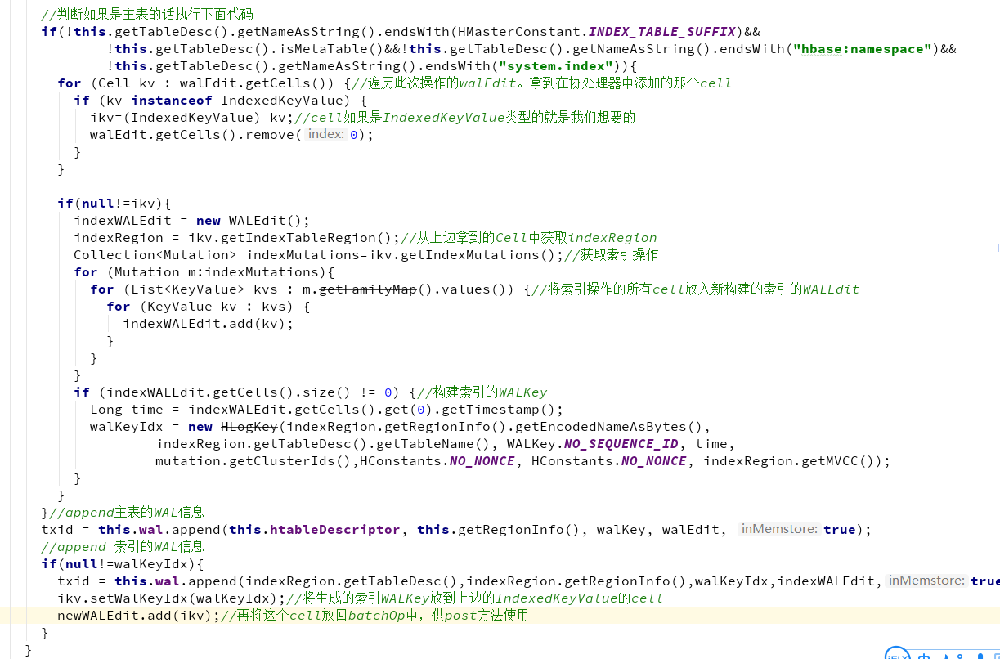 //判断如果是主表的话执行下面代码
if(!this.getTableDesc().getNameAsString().endsWith(HMasterConstant.INDEX_TABLE_SUFFIX)&&
!this.getTableDesc().isMetaTable()&&!this.getTableDesc().getNameAsString().endsWith("hbase:namespace")&&
!this.getTableDesc().getNameAsString().endsWith("system.index")){
for (Cell kv : walEdit.getCells()) {//遍历此次操作的walEdit。拿到在协处理器中添加的那个cell
if (kv instanceof IndexedKeyValue) {
ikv=(IndexedKeyValue) kv;//cell如果是IndexedKeyValue类型的就是我们想要的
walEdit.getCells().remove( index: 0);
}
}
if(null!=ikv){
indexWALEdit = new WALEdit();
indexRegion = ikv.getIndexTableRegion();//从上边拿到的Cell中获取indexRegion
Collection<Mutation> indexMutations=ikv.getIndexMutations();//获取索引操作
for (Mutation m:indexMutations){
for (List<KeyValue> kvs : m.getFamilyMap().values()) {//将索引操作的所有cell放入新构建的索引的WALEdit
for (KeyValue kv : kvs) {
indexWALEdit.add(kv);
}
}
}
if (indexWALEdit.getCells().size() != 0) {//构建索引的WALKey
Long time = indexWALEdit.getCells().get(0).getTimestamp();
walKeyIdx = new HLogKey(indexRegion.getRegionInfo().getEncodedNameAsBytes(),
indexRegion.getTableDesc().getTableName(), WALKey.NO_SEQUENCE_ID, time,
mutation.getClusterIds(),HConstants.NO_NONCE, HConstants.NO_NONCE, indexRegion.getMVCC());
}
}
}//append主表的WAL信息
txid = this.wal.append(this.htableDescriptor, this.getRegionInfo(), walKey, walEdit, inMemstore: true);
//append 索引的WAL信息
if(null!=walKeyIdx){
txid = this.wal.append(indexRegion.getTableDesc(),indexRegion.getRegionInfo(),walKeyIdx,indexWALEdit, inMemstore: true
ikv.setWalKeyIdx(walKeyIdx);//将生成的索引WALKey放到上边的IndexedKeyValue的cell
newWALEdit.add(ikv);//再将这个cell放回batchOp中，供post方法使用
}
}